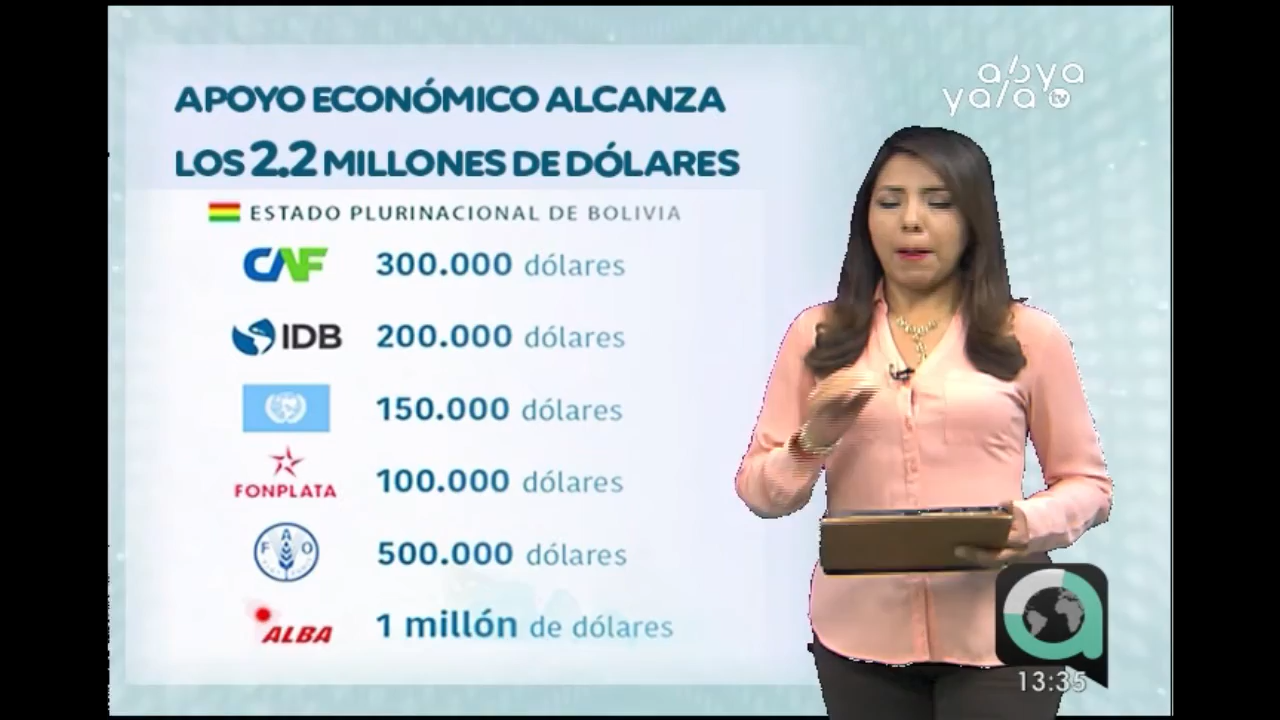 APOYO ECONÓMICO ALCANZA
LOS 2.2 MILLONES DE DÓLARES
ESTADO PLURINACIONAL DE BOLIVIA
CAF 300.000 dólares
IDB 200.000 dólares
150.000 dólares
FONPLATA 100.000 dólares
FAO 500.000 dólares
ALBA 1 millón de dólares
abya
yala tv
a
13:35